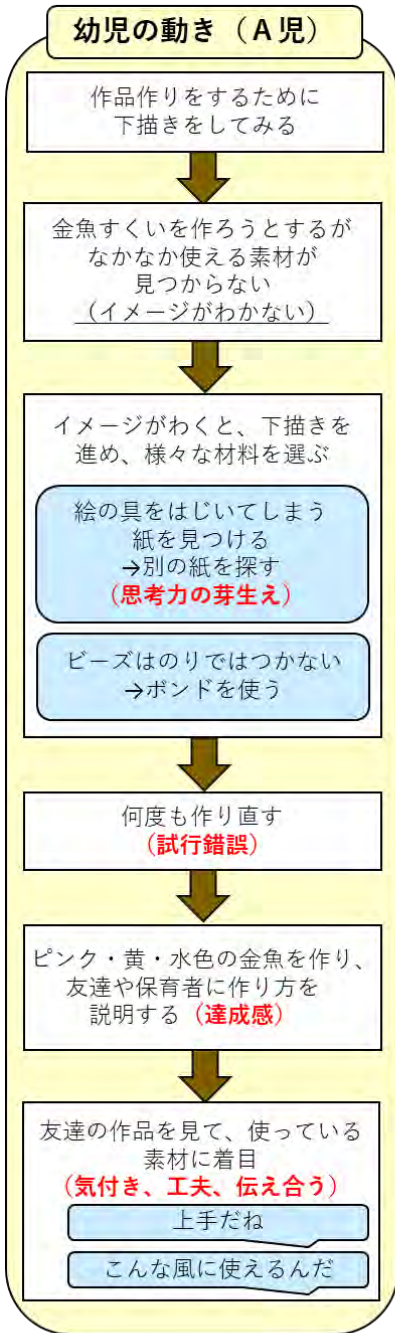 幼児の動き（Ａ児）
作品作りをするために
下描きをしてみる
金魚すくいを作ろうとするが
なかなか使える素材が
見つからない
（イメージがわかない）
イメージがわくと、下描きを
進め、様々な材料を選ぶ
絵の具をはじいてしまう
紙を見つける
→別の紙を探す
（思考力の芽生え）
ビーズはのりではつかない
→ボンドを使う
何度も作り直す
（試行錯誤）
ピンク・黄・水色の金魚を作り、
友達や保育者に作り方を
説明する（達成感）
友達の作品を見て、使っている
素材に着目
（気付き、工夫、伝え合う）
上手だね
こんな風に使えるんだ